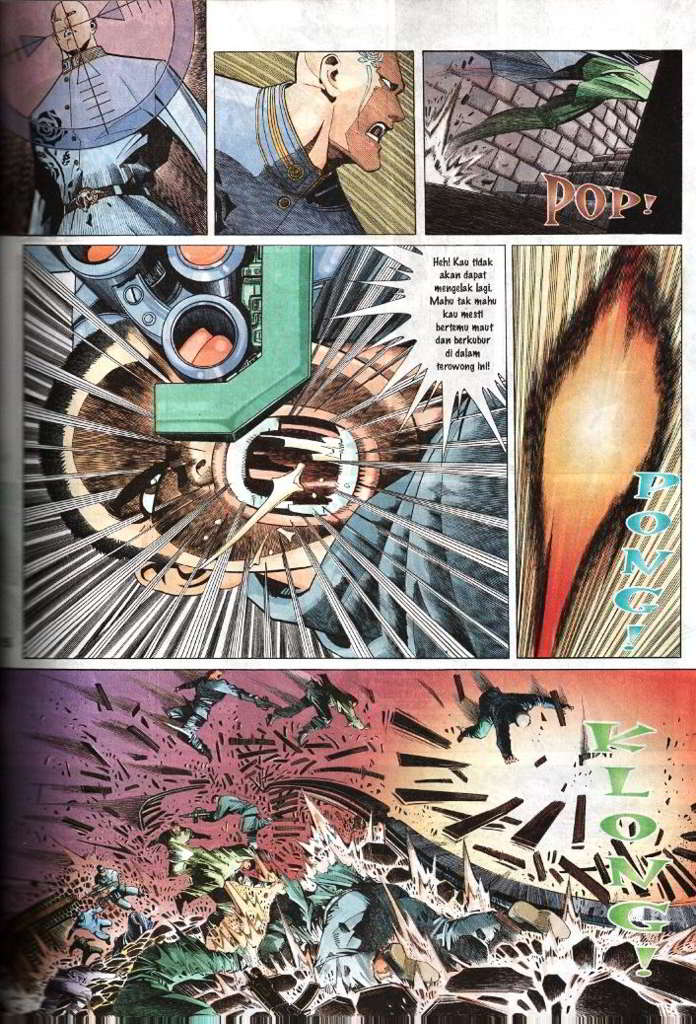 POP!
Heh! Kau tidak
akan dapat
mengelak lagi.
Mahu tak mahu
kau mesti
bertemu maut
dan berkubur
di dalam
terowong ini!
PONG!
KLONG!